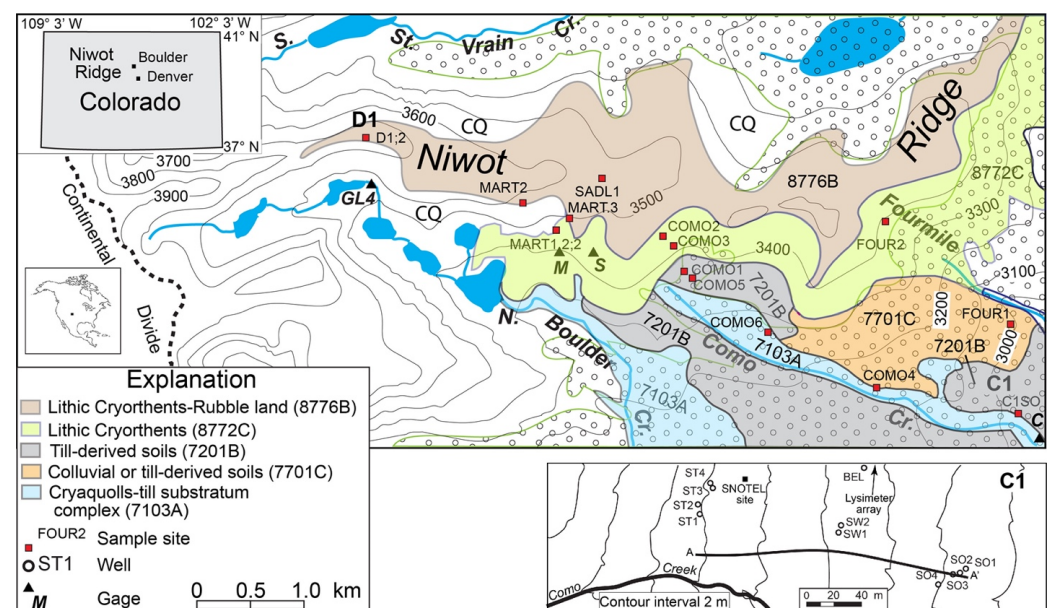 109° 3' W
102° 3' W
41° N
37° N
Niwot
Ridge
Boulder
Denver
Colorado
S.
St.
Vrain
Cr.
3600
CQ
CQ
D1
D1;2
Niwot
Ridge
3700
3800
3900
GL4
CQ
MART2
SADL1
MART.3
3500
8776B
8772C
3300
Fourmile
FOUR2
MART1,2;2
M
S
COMO2
COMO3
3400
COMO1
COMO5
7201B
3100
Continental
Divide
N.
Boulder
Cr.
7201B
7103A
COMO6
Como
7103A
Cr.
7701C
3200
FOUR1
3000
7201B
COMO4
C1
C1SO
C
Explanation
Lithic Cryorthents-Rubble land (8776B)
Lithic Cryorthents (8772C)
Till-derived soils (7201B)
Colluvial or till-derived soils (7701C)
Cryaquolls-till substratum
complex (7103A)
FOUR2 Sample site
ST1 Well
M Gage
0 0.5 1.0 km
C1
ST4
ST3
SNOTEL
site
ST2
ST1
BEL
Lysimeter
array
SW2
SW1
A
A'
SO2
SO1
SO4
SO3
Como
Creek
Contour interval 2 m
0 20 40 m